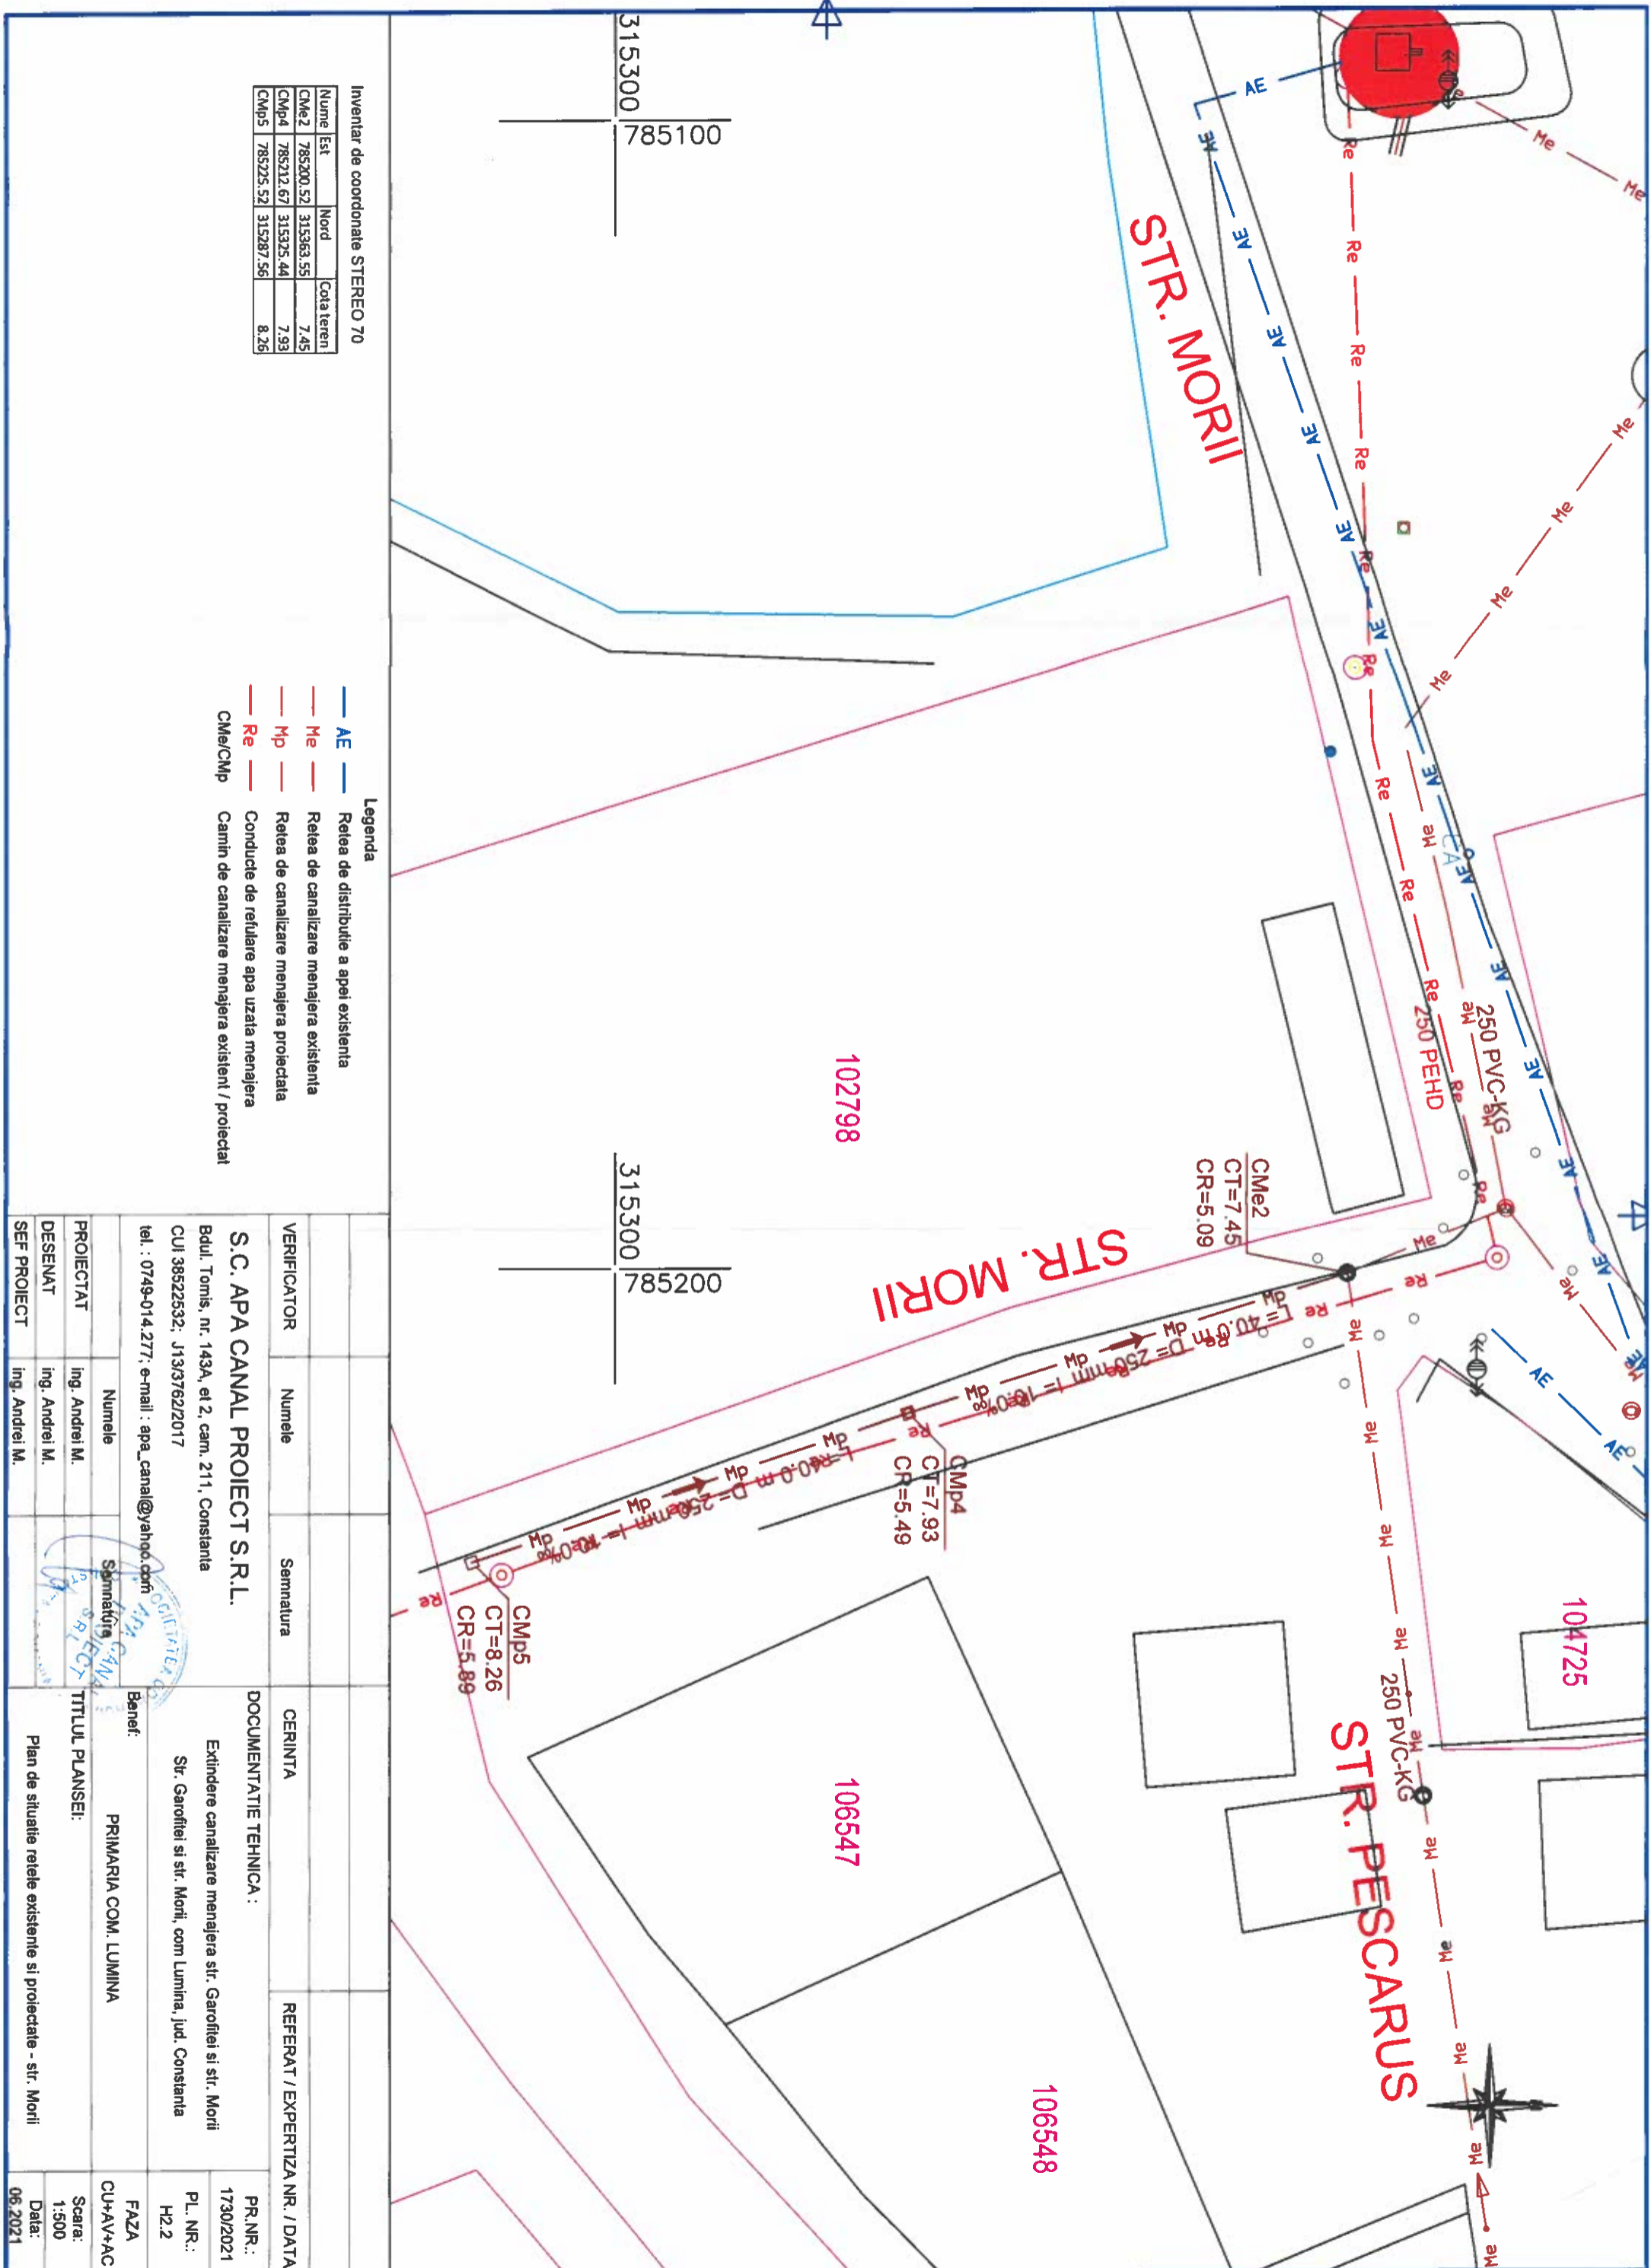 315300
785100
315300
785200
STR. MORII
STR. MORII
STR. PESCARUS
102798
104725
106547
106548
250 PVC-KG
250 PEHD
250 PVC-KG
CA
AE
Me
Re
Mp
CMe2
CT=7.45
CR=5.09
L=40.0 m D=250 mm I=10.0‰
CMp4
CT=7.93
CR=5.49
L=40.0 m D=250 mm I=10.0‰
CMp5
CT=8.26
CR=5.89
Inventar de coordonate STEREO 70
Nume Est Nord Cota teren
CMe2 785200.52 315363.55 7.45
CMp4 785212.67 315325.44 7.93
CMp5 785225.52 315287.56 8.26
Legenda
AE Retea de distributie a apei existenta
Me Retea de canalizare menajera existenta
Mp Retea de canalizare menajera proiectata
Re Conducte de refulare apa uzata menajera
CMe/CMp Camin de canalizare menajera existent / proiectat
VERIFICATOR Numele Semnatura CERINTA REFERAT / EXPERTIZA NR. / DATA
S.C. APA CANAL PROIECT S.R.L.
Bdul. Tomis, nr. 143A, et 2, cam. 211, Constanta
CUI 38522532; J13/3762/2017
tel. : 0749-014.277; e-mail : apa_canal@yahoo.com
DOCUMENTATIE TEHNICA :
Extindere canalizare menajera str. Garofitei si str. Morii
Str. Garofitei si str. Morii, com Lumina, jud. Constanta
PR.NR.:
1730/2021
PL. NR.:
H2.2
Numele Semnatura
Benef:
PRIMARIA COM. LUMINA
FAZA
CU+AV+AC
PROIECTAT ing. Andrei M.
DESENAT ing. Andrei M.
SEF PROIECT ing. Andrei M.
TITLUL PLANSEI:
Plan de situatie retele existente si proiectate - str. Morii
Scara:
1:500
Data:
06.2021